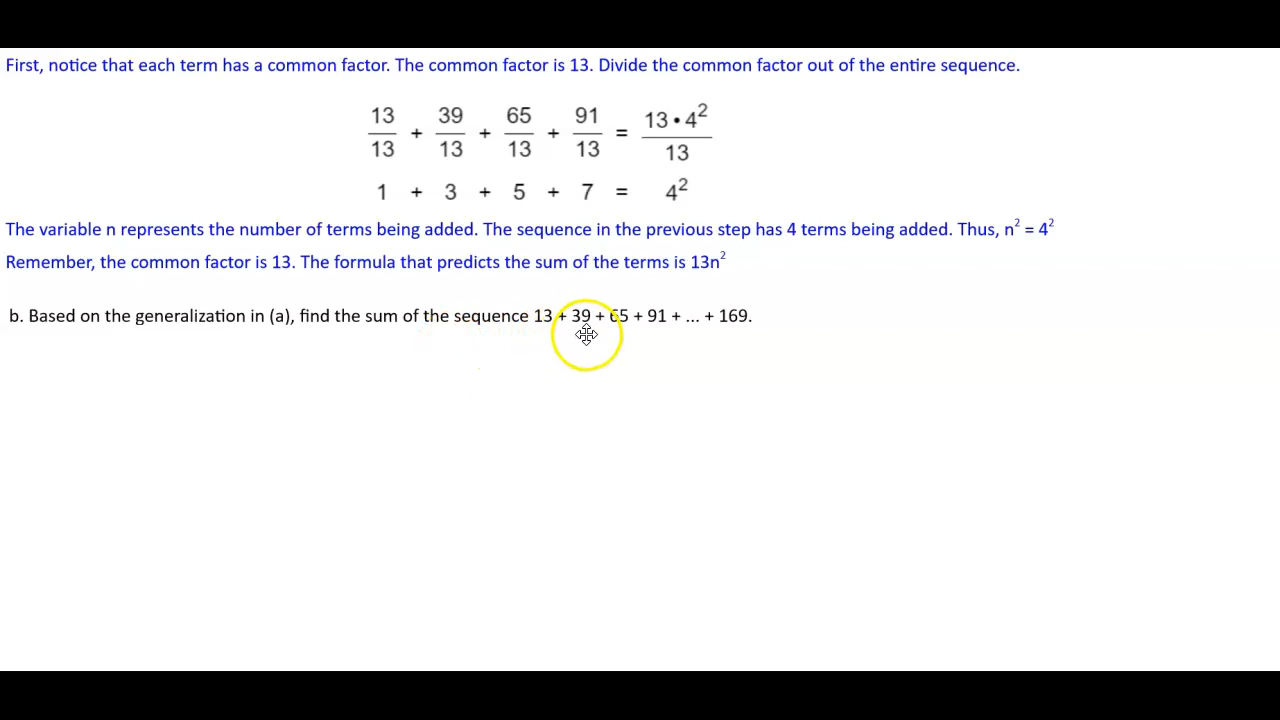 First, notice that each term has a common factor. The common factor is 13. Divide the common factor out of the entire sequence.
13/13 + 39/13 + 65/13 + 91/13 = 13•4²/13
1 + 3 + 5 + 7 = 4²
The variable n represents the number of terms being added. The sequence in the previous step has 4 terms being added. Thus, n² = 4²
Remember, the common factor is 13. The formula that predicts the sum of the terms is 13n²
b. Based on the generalization in (a), find the sum of the sequence 13 + 39 + 65 + 91 + ... + 169.